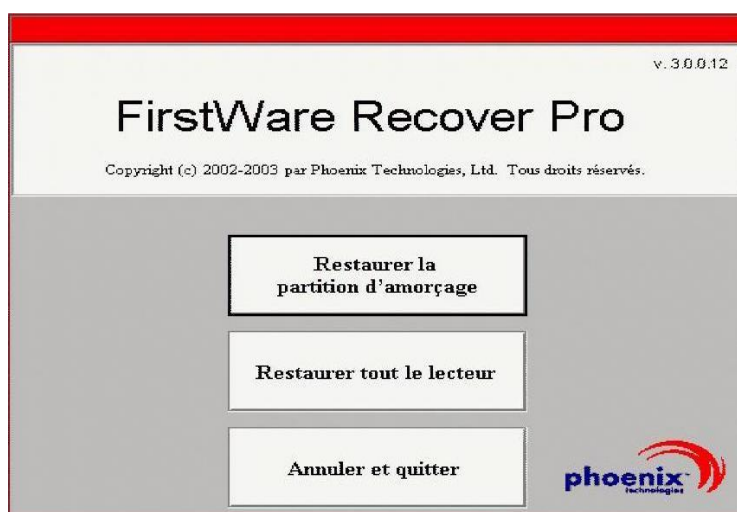 v. 3.0.0.12
FirstWare Recover Pro
Copyright (c) 2002-2003 par Phoenix Technologies, Ltd. Tous droits réservés.
Restaurer la
partition d'amorçage
Restaurer tout le lecteur
Annuler et quitter
phoenix
technologies